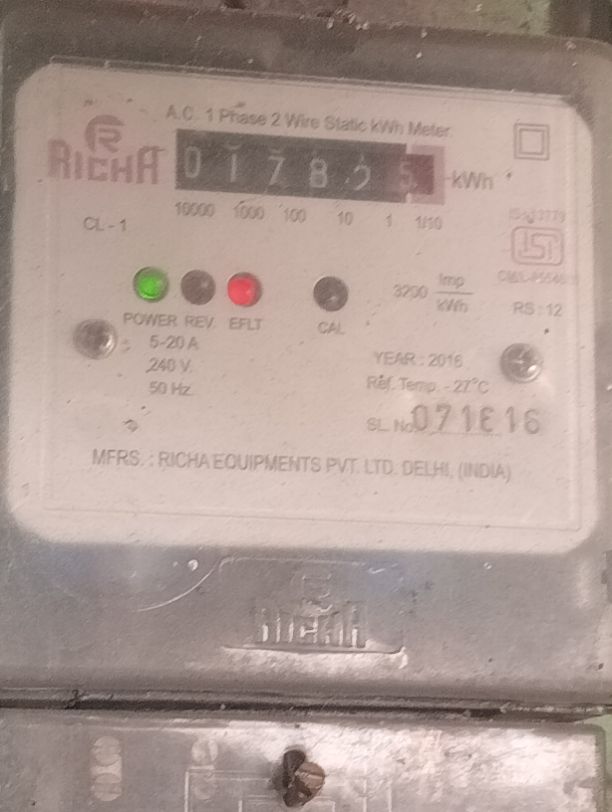 A.C. 1 Phase 2 Wire Static kWh Meter
RICHA
0 1 7 8 2 5 kWh
10000 1000 100 10 1 1/10
CL - 1
ISI
3200 Imp
kWh
RS : 12
POWER REV. EFLT CAL
5-20 A
240 V.
50 Hz.
YEAR : 2016
Ref. Temp. - 27°C
SL. No.
MFRS. : RICHA EQUIPMENTS PVT. LTD. DELHI, (INDIA)
RICHA